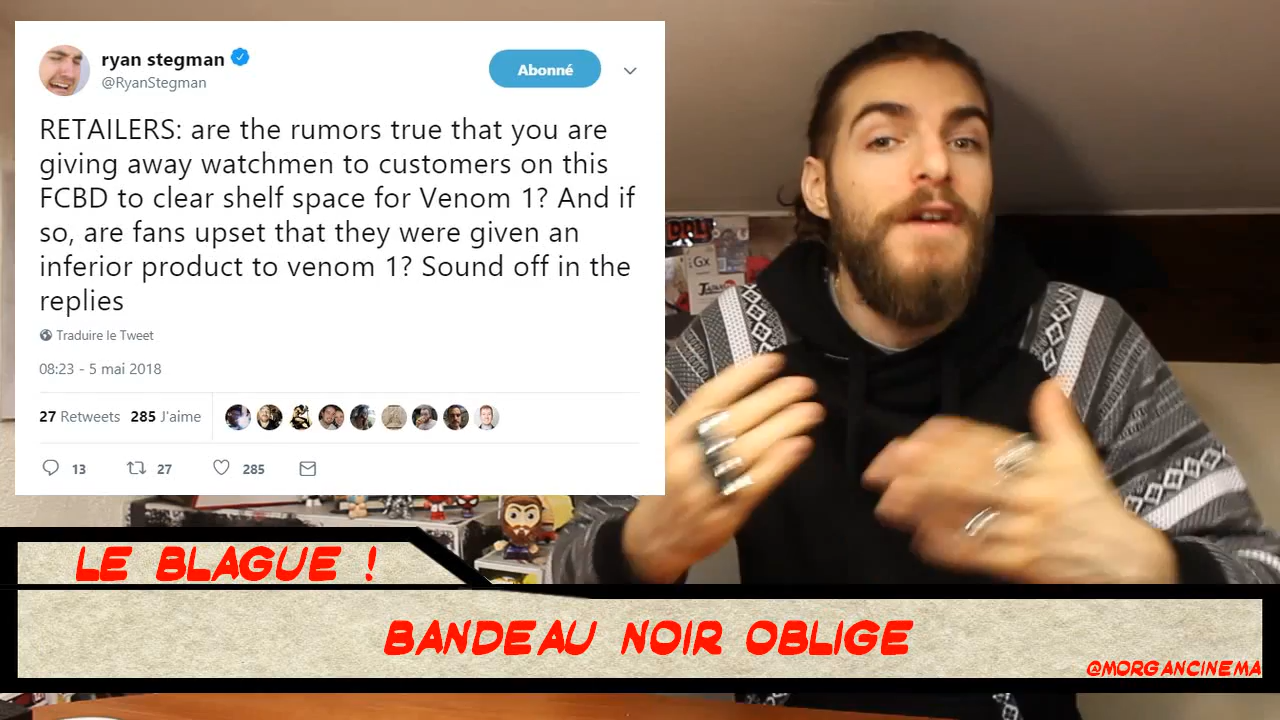 ryan stegman
@RyanStegman
Abonné
RETAILERS: are the rumors true that you are
giving away watchmen to customers on this
FCBD to clear shelf space for Venom 1? And if
so, are fans upset that they were given an
inferior product to venom 1? Sound off in the
replies
Traduire le Tweet
08:23 - 5 mai 2018
27 Retweets 285 J'aime
13 27 285
Gx
LE BLAGUE !
BANDEAU NOIR OBLIGE
@MORGANCINEMA